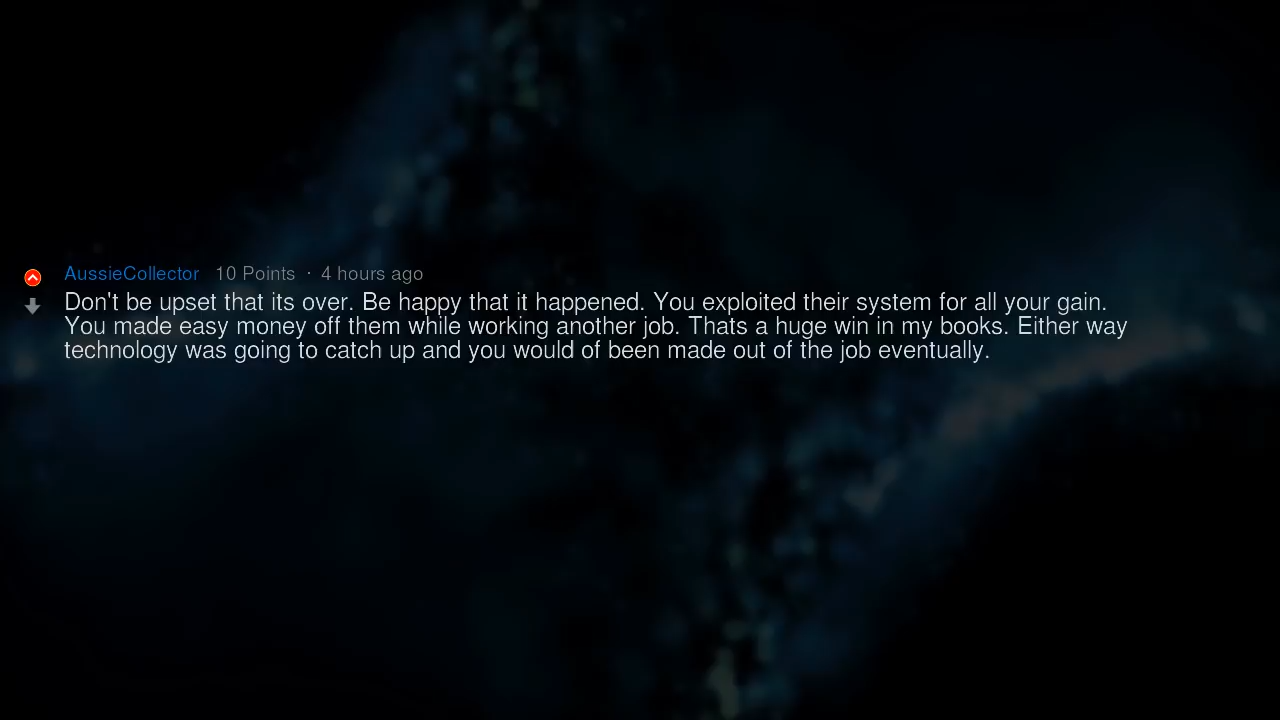 AussieCollector 10 Points · 4 hours ago
Don't be upset that its over. Be happy that it happened. You exploited their system for all your gain.
You made easy money off them while working another job. Thats a huge win in my books. Either way
technology was going to catch up and you would of been made out of the job eventually.